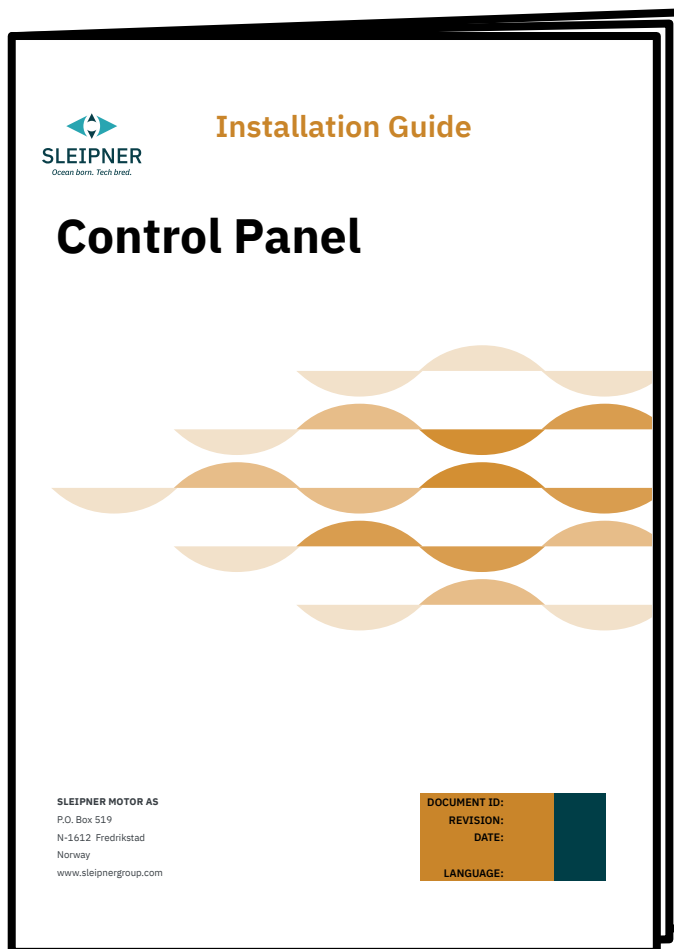 Installation Guide
SLEIPNER
Ocean born. Tech bred.
Control Panel
SLEIPNER MOTOR AS
P.O. Box 519
N-1612 Fredrikstad
Norway
www.sleipnergroup.com
DOCUMENT ID:
REVISION:
DATE:
LANGUAGE: